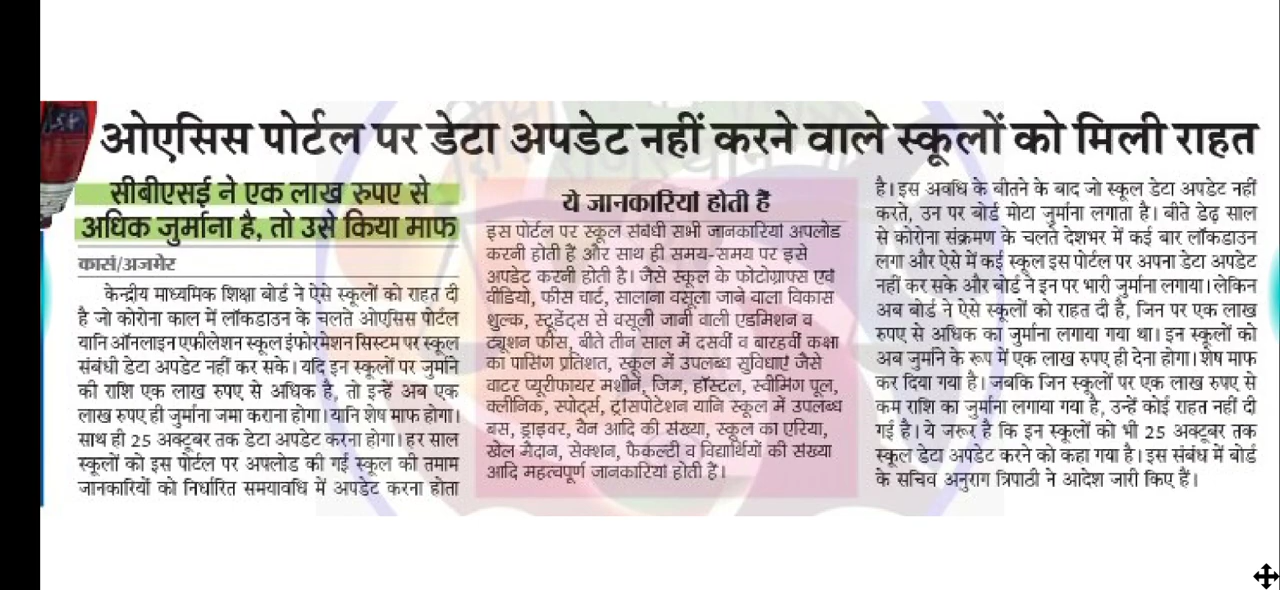 ओएसिस पोर्टल पर डेटा अपडेट नहीं करने वाले स्कूलों को मिली राहत
सीबीएसई ने एक लाख रुपए से
अधिक जुर्माना है, तो उसे किया माफ
कासं/अजमेर
केन्द्रीय माध्यमिक शिक्षा बोर्ड ने ऐसे स्कूलों को राहत दी
है जो कोरोना काल में लॉकडाउन के चलते ओएसिस पोर्टल
यानि ऑनलाइन एफीलेशन स्कूल इंफोरमेशन सिस्टम पर स्कूल
संबंधी डेटा अपडेट नहीं कर सके। यदि इन स्कूलों पर जुर्माने
की राशि एक लाख रुपए से अधिक है, तो इन्हें अब एक
लाख रुपए ही जुर्माना जमा कराना होगा। यानि शेष माफ होगा।
साथ ही 25 अक्टूबर तक डेटा अपडेट करना होगा। हर साल
स्कूलों को इस पोर्टल पर अपलोड की गई स्कूल की तमाम
जानकारियों को निर्धारित समयावधि में अपडेट करना होता
ये जानकारियां होती हैं
इस पोर्टल पर स्कूल संबंधी सभी जानकारियां अपलोड
करनी होती हैं और साथ ही समय-समय पर इसे
अपडेट करनी होती है। जैसे स्कूल के फोटोग्राफ्स एवं
वीडियो, फीस चार्ट, सालाना वसूला जाने वाला विकास
शुल्क, स्टूडेंट्स से वसूली जानी वाली एडमिशन व
ट्यूशन फीस, बीते तीन साल में दसवीं व बारहवीं कक्षा
का पासिंग प्रतिशत, स्कूल में उपलब्ध सुविधाएं जैसे
वाटर प्यूरीफायर मशीनें, जिम, हॉस्टल, स्वीमिंग पूल,
क्लीनिक, स्पोर्ट्स, ट्रांसपोटेशन यानि स्कूल में उपलब्ध
बस, ड्राइवर, वैन आदि की संख्या, स्कूल का एरिया,
खेल मैदान, सेक्शन, फैकल्टी व विद्यार्थियों की संख्या
आदि महत्वपूर्ण जानकारियां होती हैं।
है। इस अवधि के बीतने के बाद जो स्कूल डेटा अपडेट नहीं
करते, उन पर बोर्ड मोटा जुर्माना लगाता है। बीते डेढ़ साल
से कोरोना संक्रमण के चलते देशभर में कई बार लॉकडाउन
लगा और ऐसे में कई स्कूल इस पोर्टल पर अपना डेटा अपडेट
नहीं कर सके और बोर्ड ने इन पर भारी जुर्माना लगाया। लेकिन
अब बोर्ड ने ऐसे स्कूलों को राहत दी है, जिन पर एक लाख
रुपए से अधिक का जुर्माना लगाया गया था। इन स्कूलों को
अब जुर्माने के रूप में एक लाख रुपए ही देना होगा। शेष माफ
कर दिया गया है। जबकि जिन स्कूलों पर एक लाख रुपए से
कम राशि का जुर्माना लगाया गया है, उन्हें कोई राहत नहीं दी
गई है। ये जरूर है कि इन स्कूलों को भी 25 अक्टूबर तक
स्कूल डेटा अपडेट करने को कहा गया है। इस संबंध में बोर्ड
के सचिव अनुराग त्रिपाठी ने आदेश जारी किए हैं।